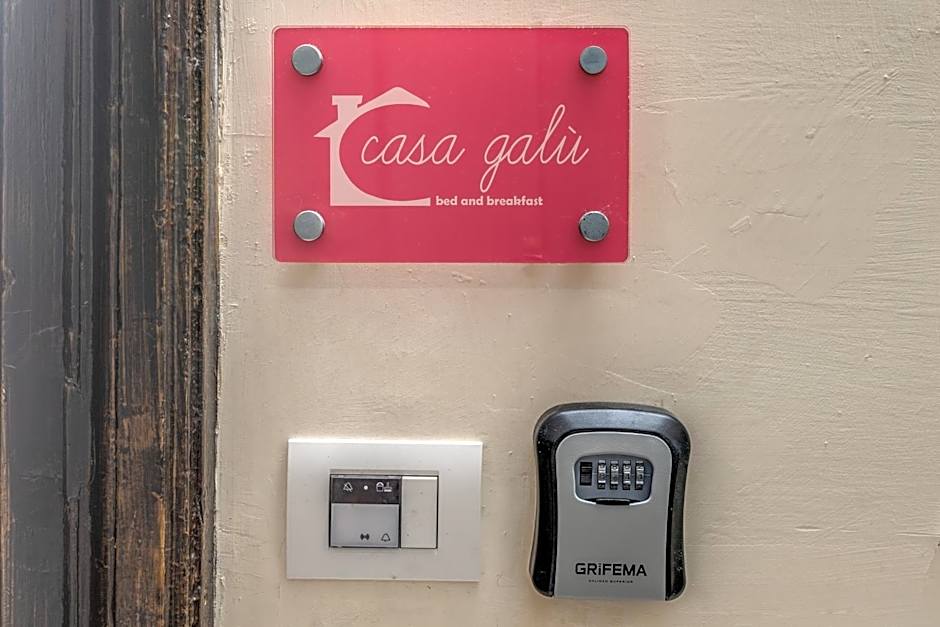 casa galù
bed and breakfast
GRiFEMA